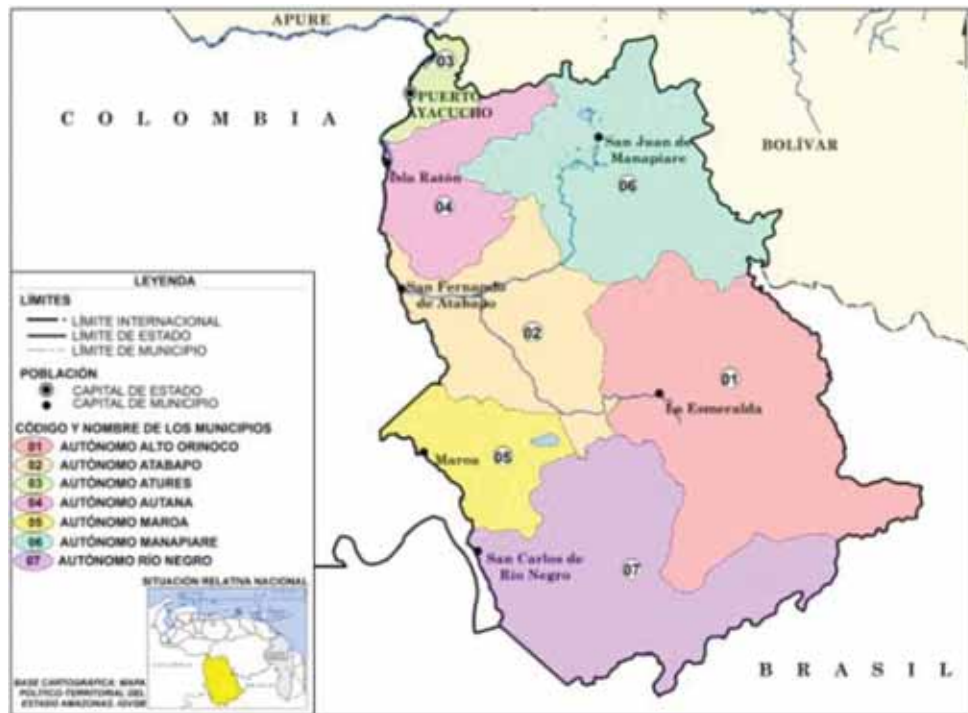 APURE
03
PUERTO
AYACUCHO
COLOMBIA
BOLÍVAR
San Juan de
Manapiare
Isla Ratón
04
06
San Fernando
de Atabapo
02
01
La Esmeralda
Maroa
05
San Carlos de
Río Negro
07
BRASIL
LEYENDA
LÍMITES
LÍMITE INTERNACIONAL
LÍMITE DE ESTADO
LÍMITE DE MUNICIPIO
POBLACIÓN
CAPITAL DE ESTADO
CAPITAL DE MUNICIPIO
CÓDIGO Y NOMBRE DE LOS MUNICIPIOS
01 AUTÓNOMO ALTO ORINOCO
02 AUTÓNOMO ATABAPO
03 AUTÓNOMO ATURES
04 AUTÓNOMO AUTANA
05 AUTÓNOMO MAROA
06 AUTÓNOMO MANAPIARE
07 AUTÓNOMO RÍO NEGRO
SITUACIÓN RELATIVA NACIONAL
BASE CARTOGRÁFICA: MAPA
POLÍTICO-TERRITORIAL DEL
ESTADO AMAZONAS. IGVSB